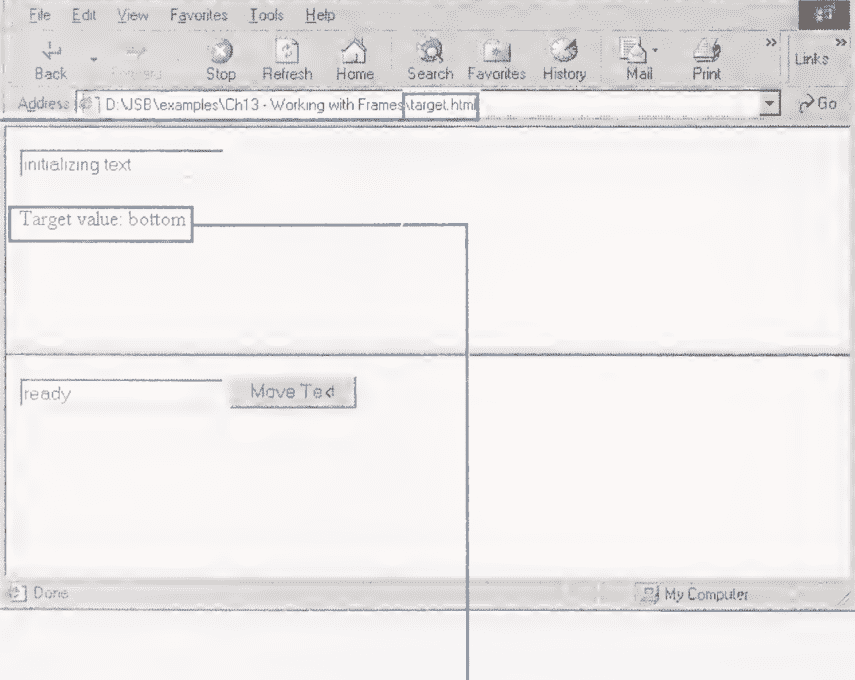 File Edit View Favorites Tools Help
Back Forward Stop Refresh Home Search Favorites History Mail Print » Links »
Address D:\JSB\examples\Ch13 - Working with Frames\target.html Go
initializing text
Target value: bottom
ready Move Text
Done My Computer